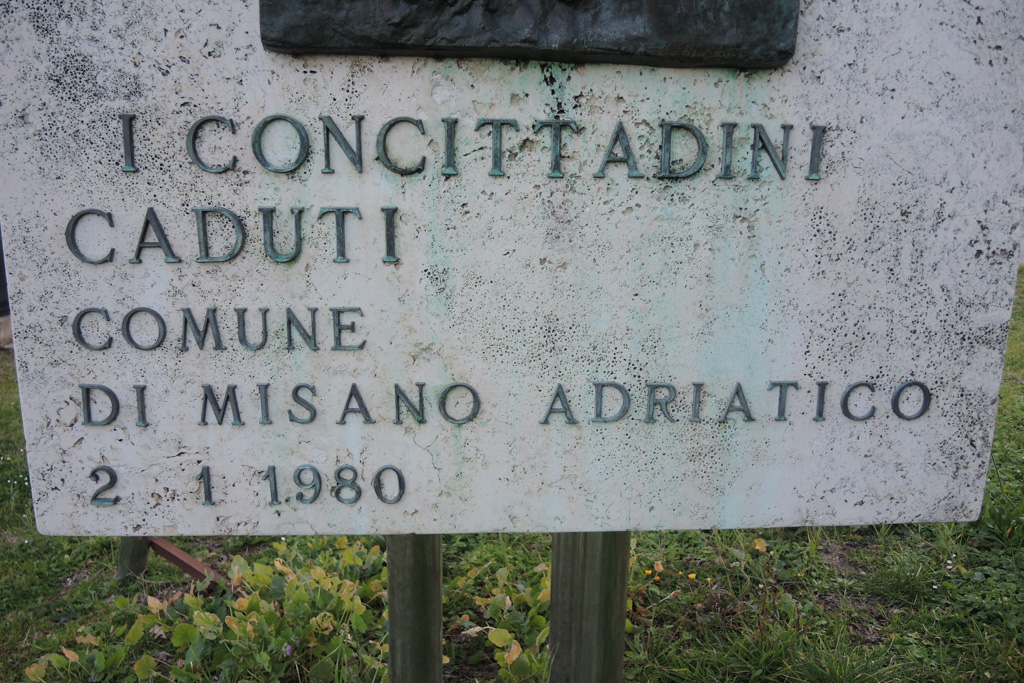 I CONCITTADINI
CADUTI
COMUNE
DI MISANO ADRIATICO
2 1 1980